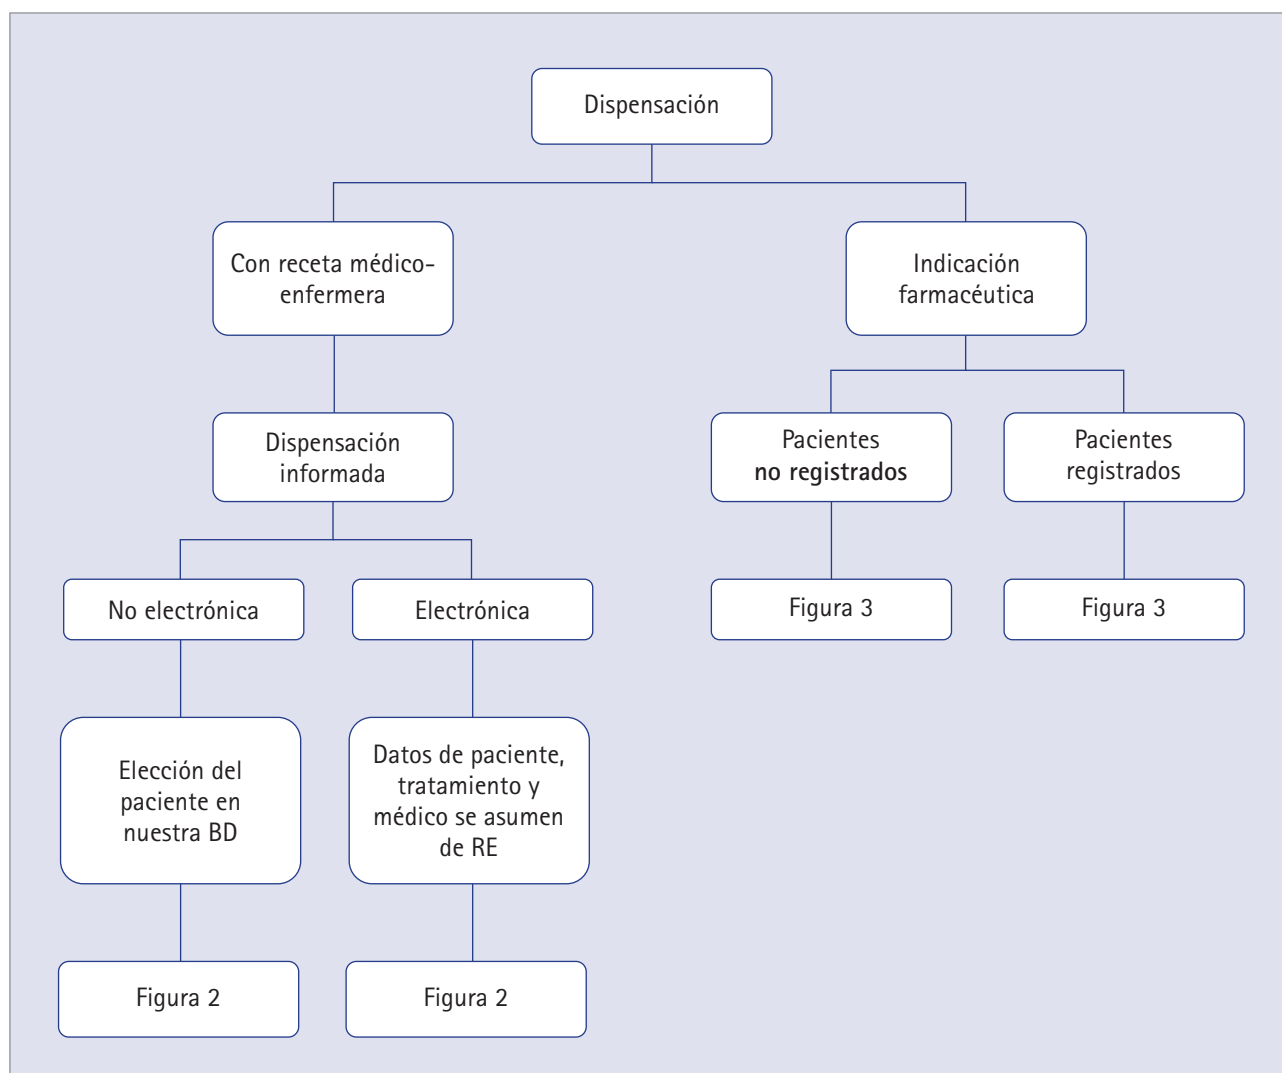 Dispensación
Con receta médico-
enfermera
Indicación
farmacéutica
Dispensación
informada
Pacientes
no registrados
Pacientes
registrados
No electrónica
Electrónica
Figura 3
Figura 3
Elección del
paciente en
nuestra BD
Datos de paciente,
tratamiento y
médico se asumen
de RE
Figura 2
Figura 2